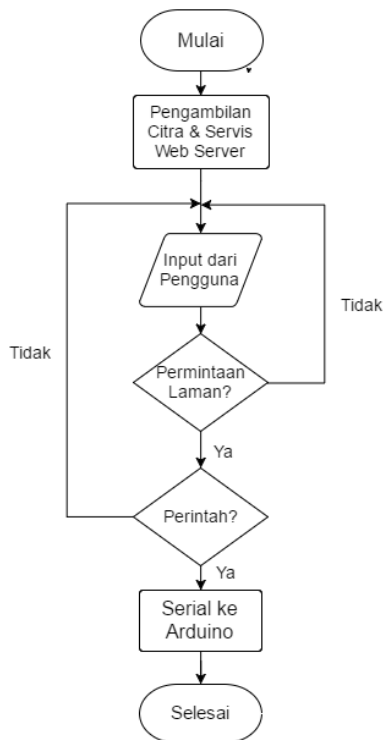 Mulai
Pengambilan
Citra & Servis
Web Server
Input dari
Pengguna
Tidak
Tidak
Permintaan
Laman?
Ya
Perintah?
Ya
Serial ke
Arduino
Selesai